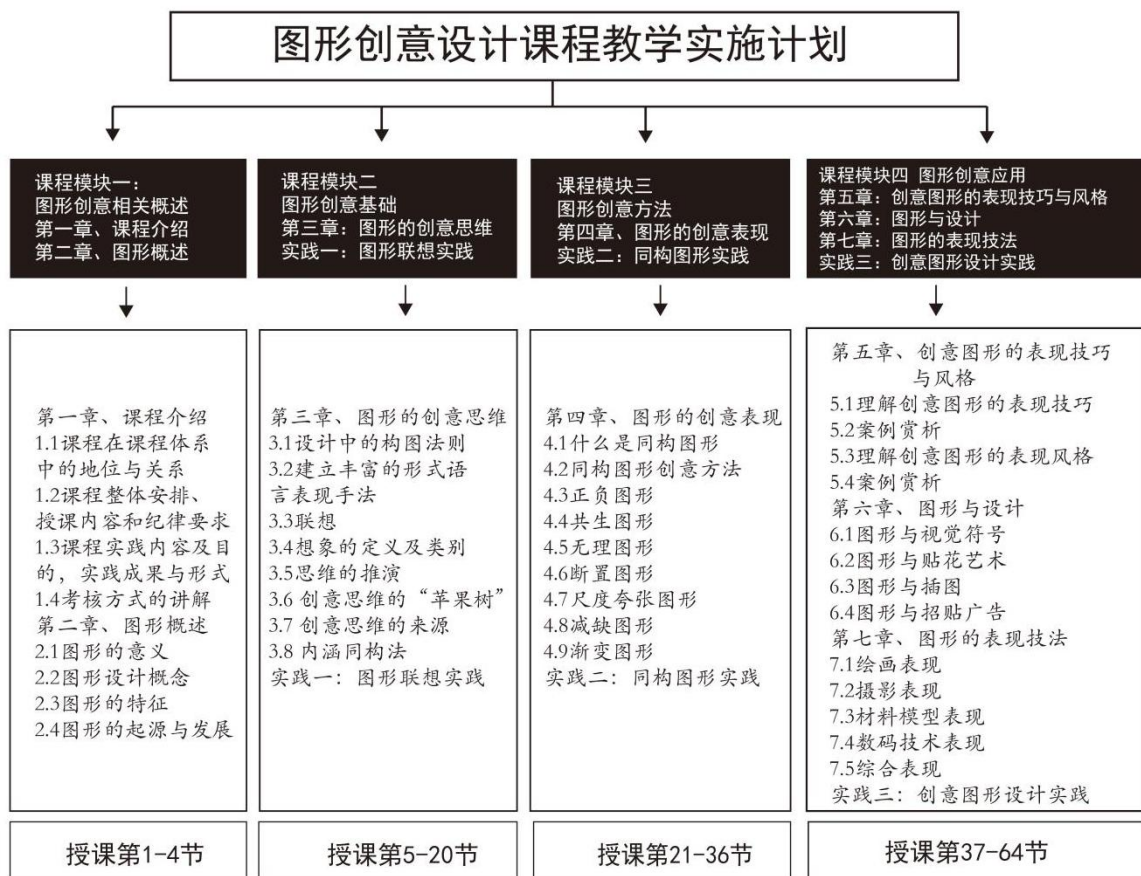 图形创意设计课程教学实施计划
课程模块一：
图形创意相关概述
第一章、课程介绍
第二章、图形概述
课程模块二
图形创意基础
第三章：图形的创意思维
实践一：图形联想实践
课程模块三
图形创意方法
第四章、图形的创意表现
实践二：同构图形实践
课程模块四 图形创意应用
第五章：创意图形的表现技巧与风格
第六章：图形与设计
第七章：图形的表现技法
实践三：创意图形设计实践
第一章、课程介绍
1.1课程在课程体系
中的地位与关系
1.2课程整体安排、
授课内容和纪律要求
1.3课程实践内容及目
的，实践成果与形式
1.4考核方式的讲解
第二章、图形概述
2.1图形的意义
2.2图形设计概念
2.3图形的特征
2.4图形的起源与发展
第三章、图形的创意思维
3.1设计中的构图法则
3.2建立丰富的形式语
言表现手法
3.3联想
3.4想象的定义及类别
3.5思维的推演
3.6 创意思维的“苹果树”
3.7 创意思维的来源
3.8 内涵同构法
实践一：图形联想实践
第四章、图形的创意表现
4.1什么是同构图形
4.2同构图形创意方法
4.3正负图形
4.4共生图形
4.5无理图形
4.6断置图形
4.7尺度夸张图形
4.8减缺图形
4.9渐变图形
实践二：同构图形实践
第五章、创意图形的表现技巧
与风格
5.1理解创意图形的表现技巧
5.2案例赏析
5.3理解创意图形的表现风格
5.4案例赏析
第六章、图形与设计
6.1图形与视觉符号
6.2图形与贴花艺术
6.3图形与插图
6.4图形与招贴广告
第七章、图形的表现技法
7.1绘画表现
7.2摄影表现
7.3材料模型表现
7.4数码技术表现
7.5综合表现
实践三：创意图形设计实践
授课第1-4节
授课第5-20节
授课第21-36节
授课第37-64节